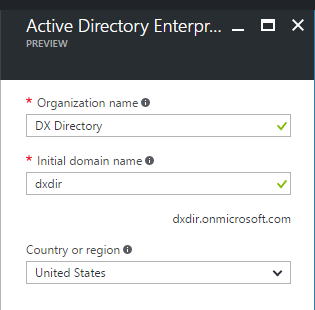 Active Directory Enterpr...
PREVIEW
* Organization name
DX Directory
* Initial domain name
dxdir
dxdir.onmicrosoft.com
Country or region
United States